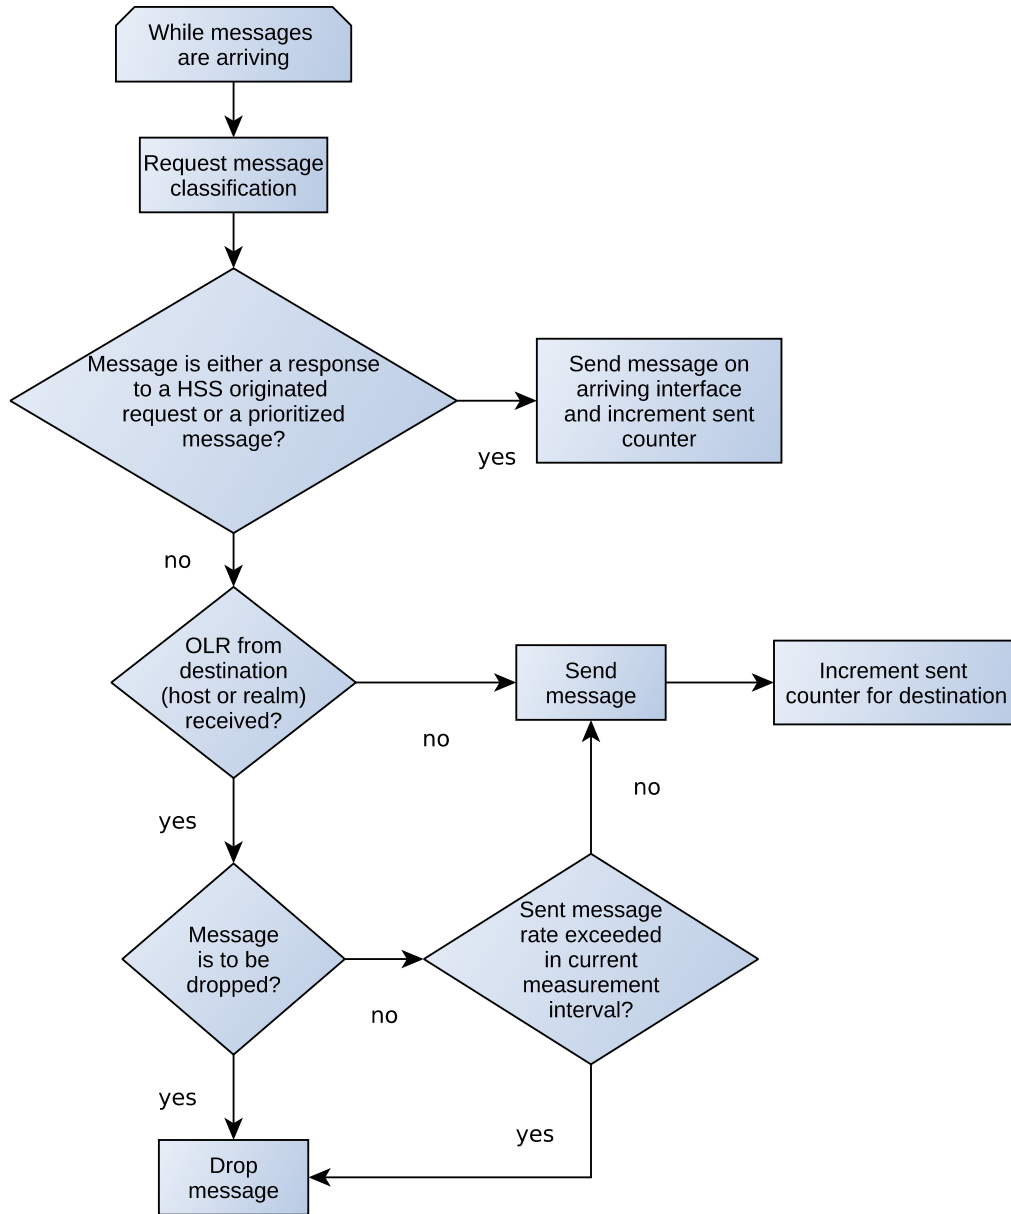 While messages
are arriving
Request message
classification
Message is either a response
to a HSS originated
request or a prioritized
message?
yes
Send message on
arriving interface
and increment sent
counter
no
OLR from
destination
(host or realm)
received?
no
Send
message
Increment sent
counter for destination
yes
no
Message
is to be
dropped?
no
Sent message
rate exceeded
in current
measurement
interval?
yes
yes
Drop
message